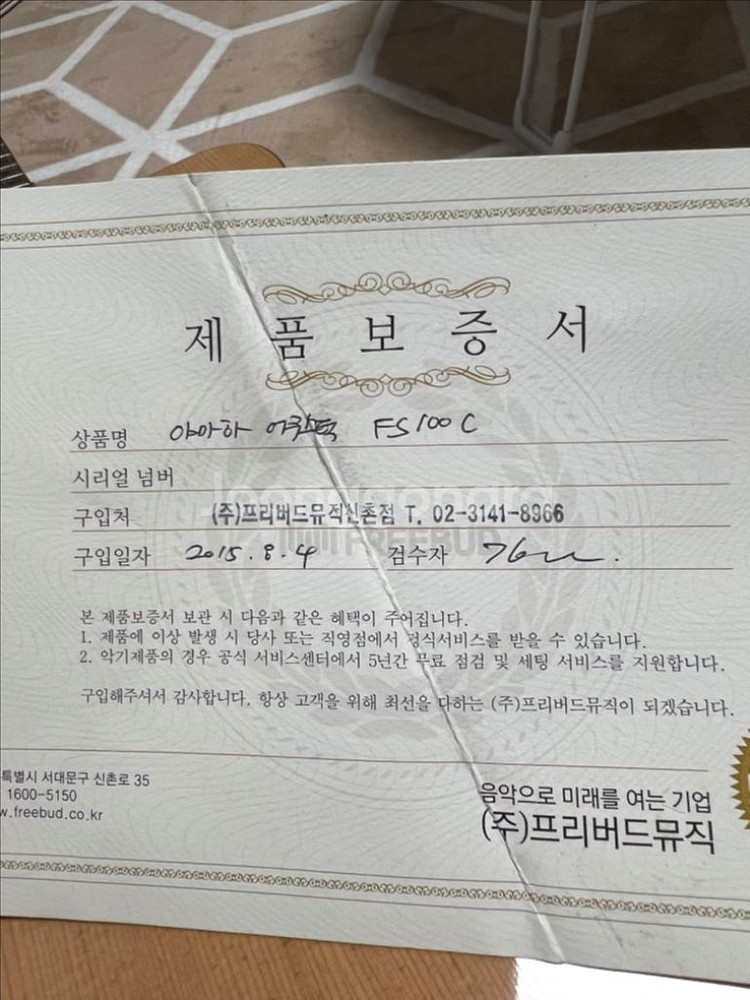 제 품 보 증 서
상품명 야마하 어쿠스틱 FS100C
시리얼 넘버
구입처 (주)프리버드뮤직신촌점 T. 02-3141-8966
구입일자 2015.8.4 검수자
FREEBUD
본 제품보증서 보관 시 다음과 같은 혜택이 주어집니다.
1. 제품에 이상 발생 시 당사 또는 직영점에서 정식서비스를 받을 수 있습니다.
2. 악기제품의 경우 공식 서비스센터에서 5년간 무료 점검 및 세팅 서비스를 지원합니다.
구입해주셔서 감사합니다. 항상 고객을 위해 최선을 다하는 (주)프리버드뮤직이 되겠습니다.
특별시 서대문구 신촌로 35
1600-5150
w.freebud.co.kr
음악으로 미래를 여는 기업
(주)프리버드뮤직